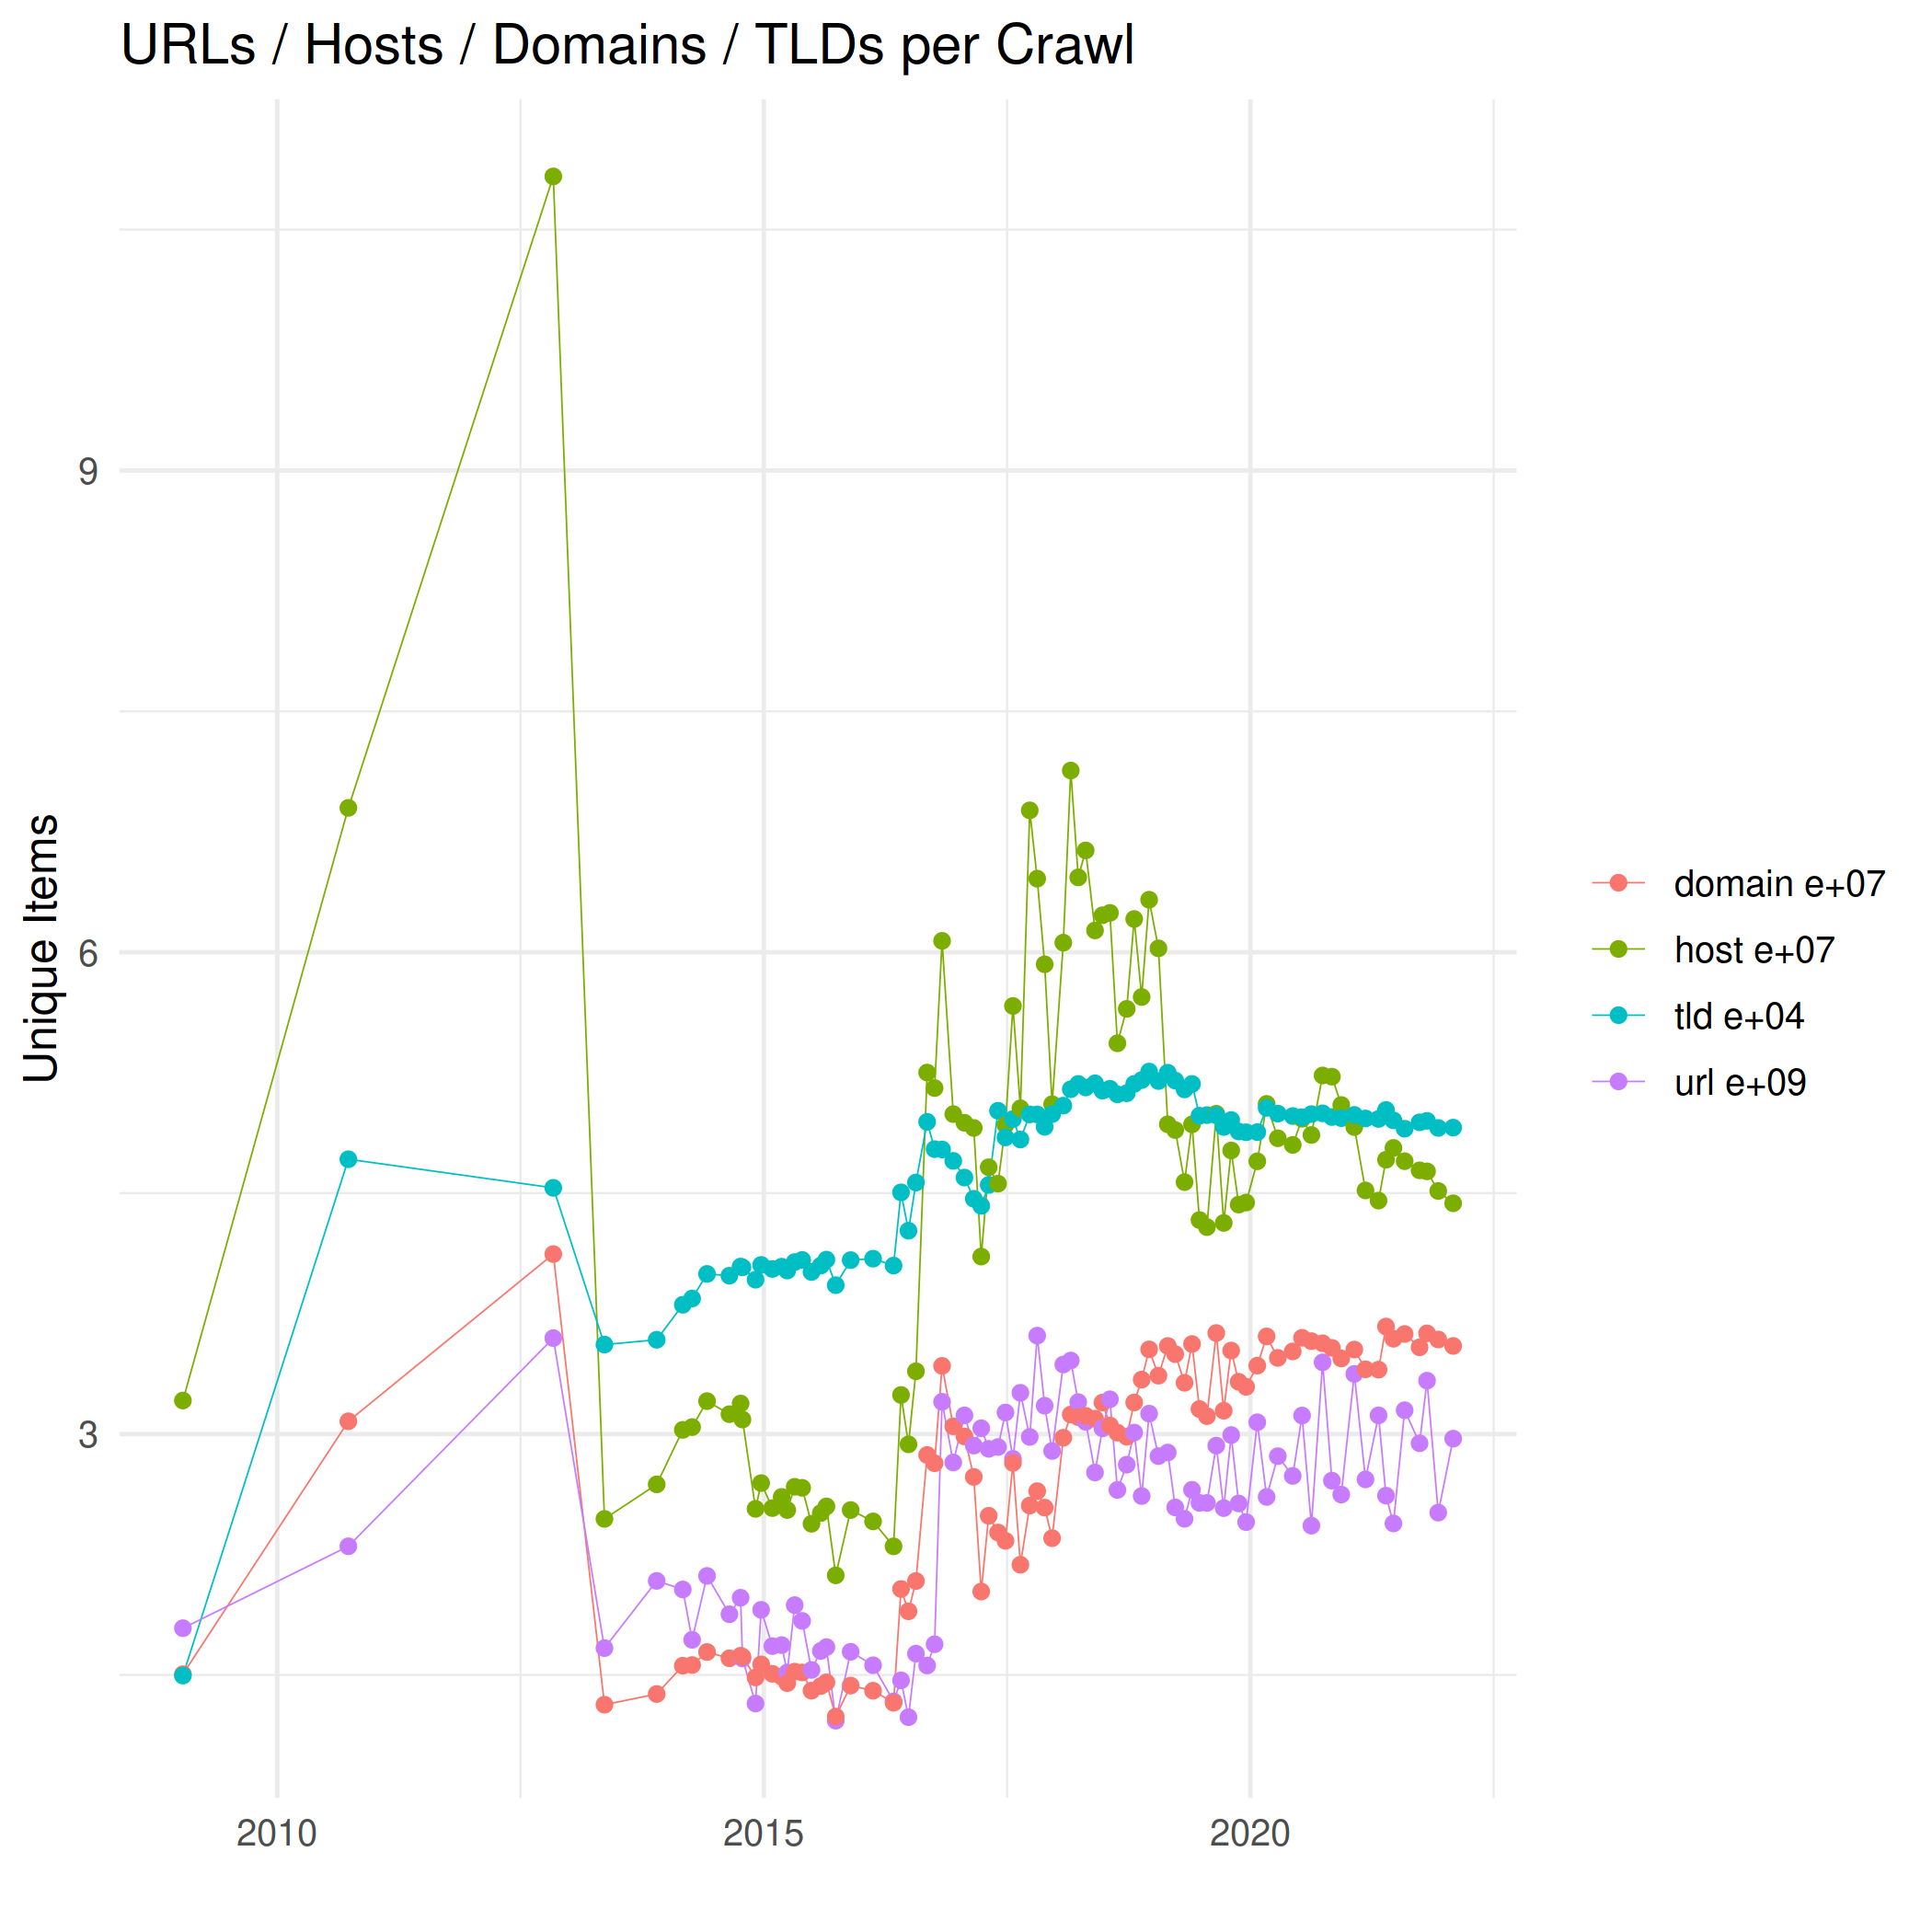 URLs / Hosts / Domains / TLDs per Crawl
Unique Items
9
6
3
2010
2015
2020
domain e+07
host e+07
tld e+04
url e+09